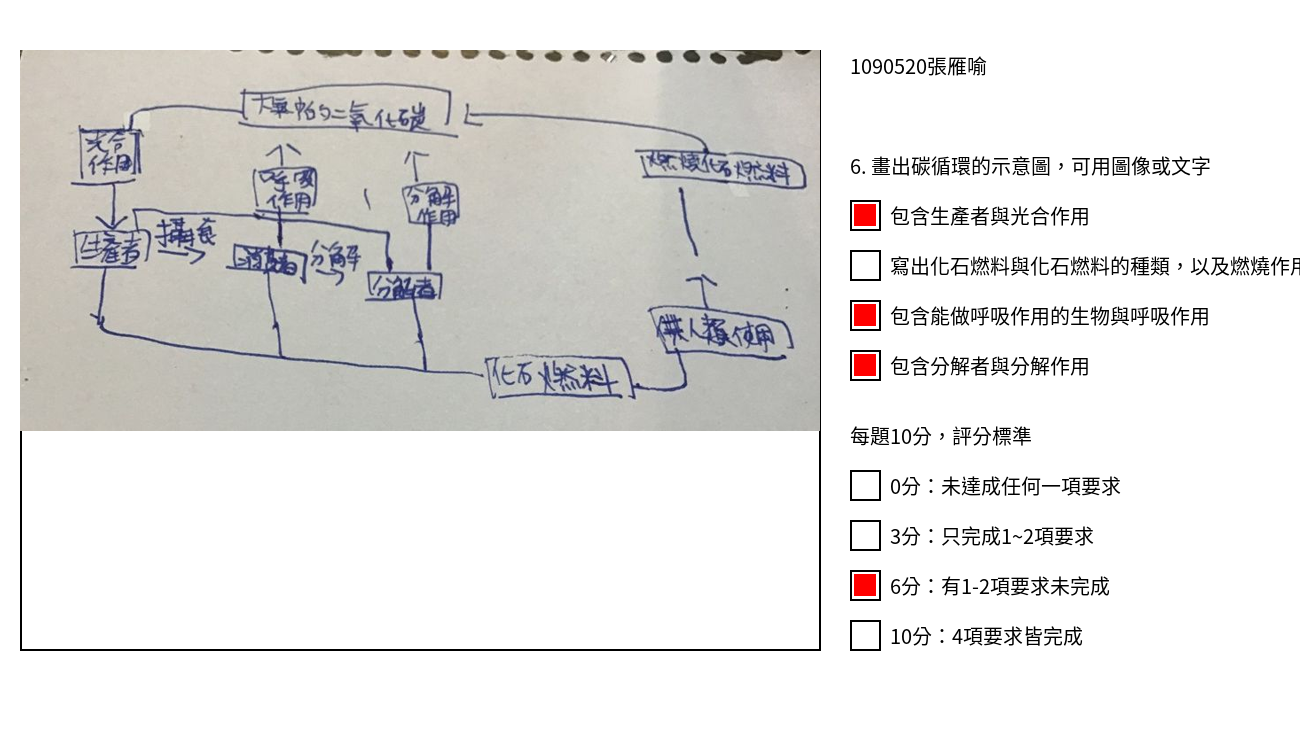 大氣中的二氧化碳
光合
作用
燃燒化石燃料
呼吸
作用
分解
作用
生產者
攝食
消費者
分解
分解者
供人類使用
化石燃料
1090520張雁喻
6. 畫出碳循環的示意圖，可用圖像或文字
包含生產者與光合作用
寫出化石燃料與化石燃料的種類，以及燃燒作用
包含能做呼吸作用的生物與呼吸作用
包含分解者與分解作用
每題10分，評分標準
0分：未達成任何一項要求
3分：只完成1~2項要求
6分：有1-2項要求未完成
10分：4項要求皆完成